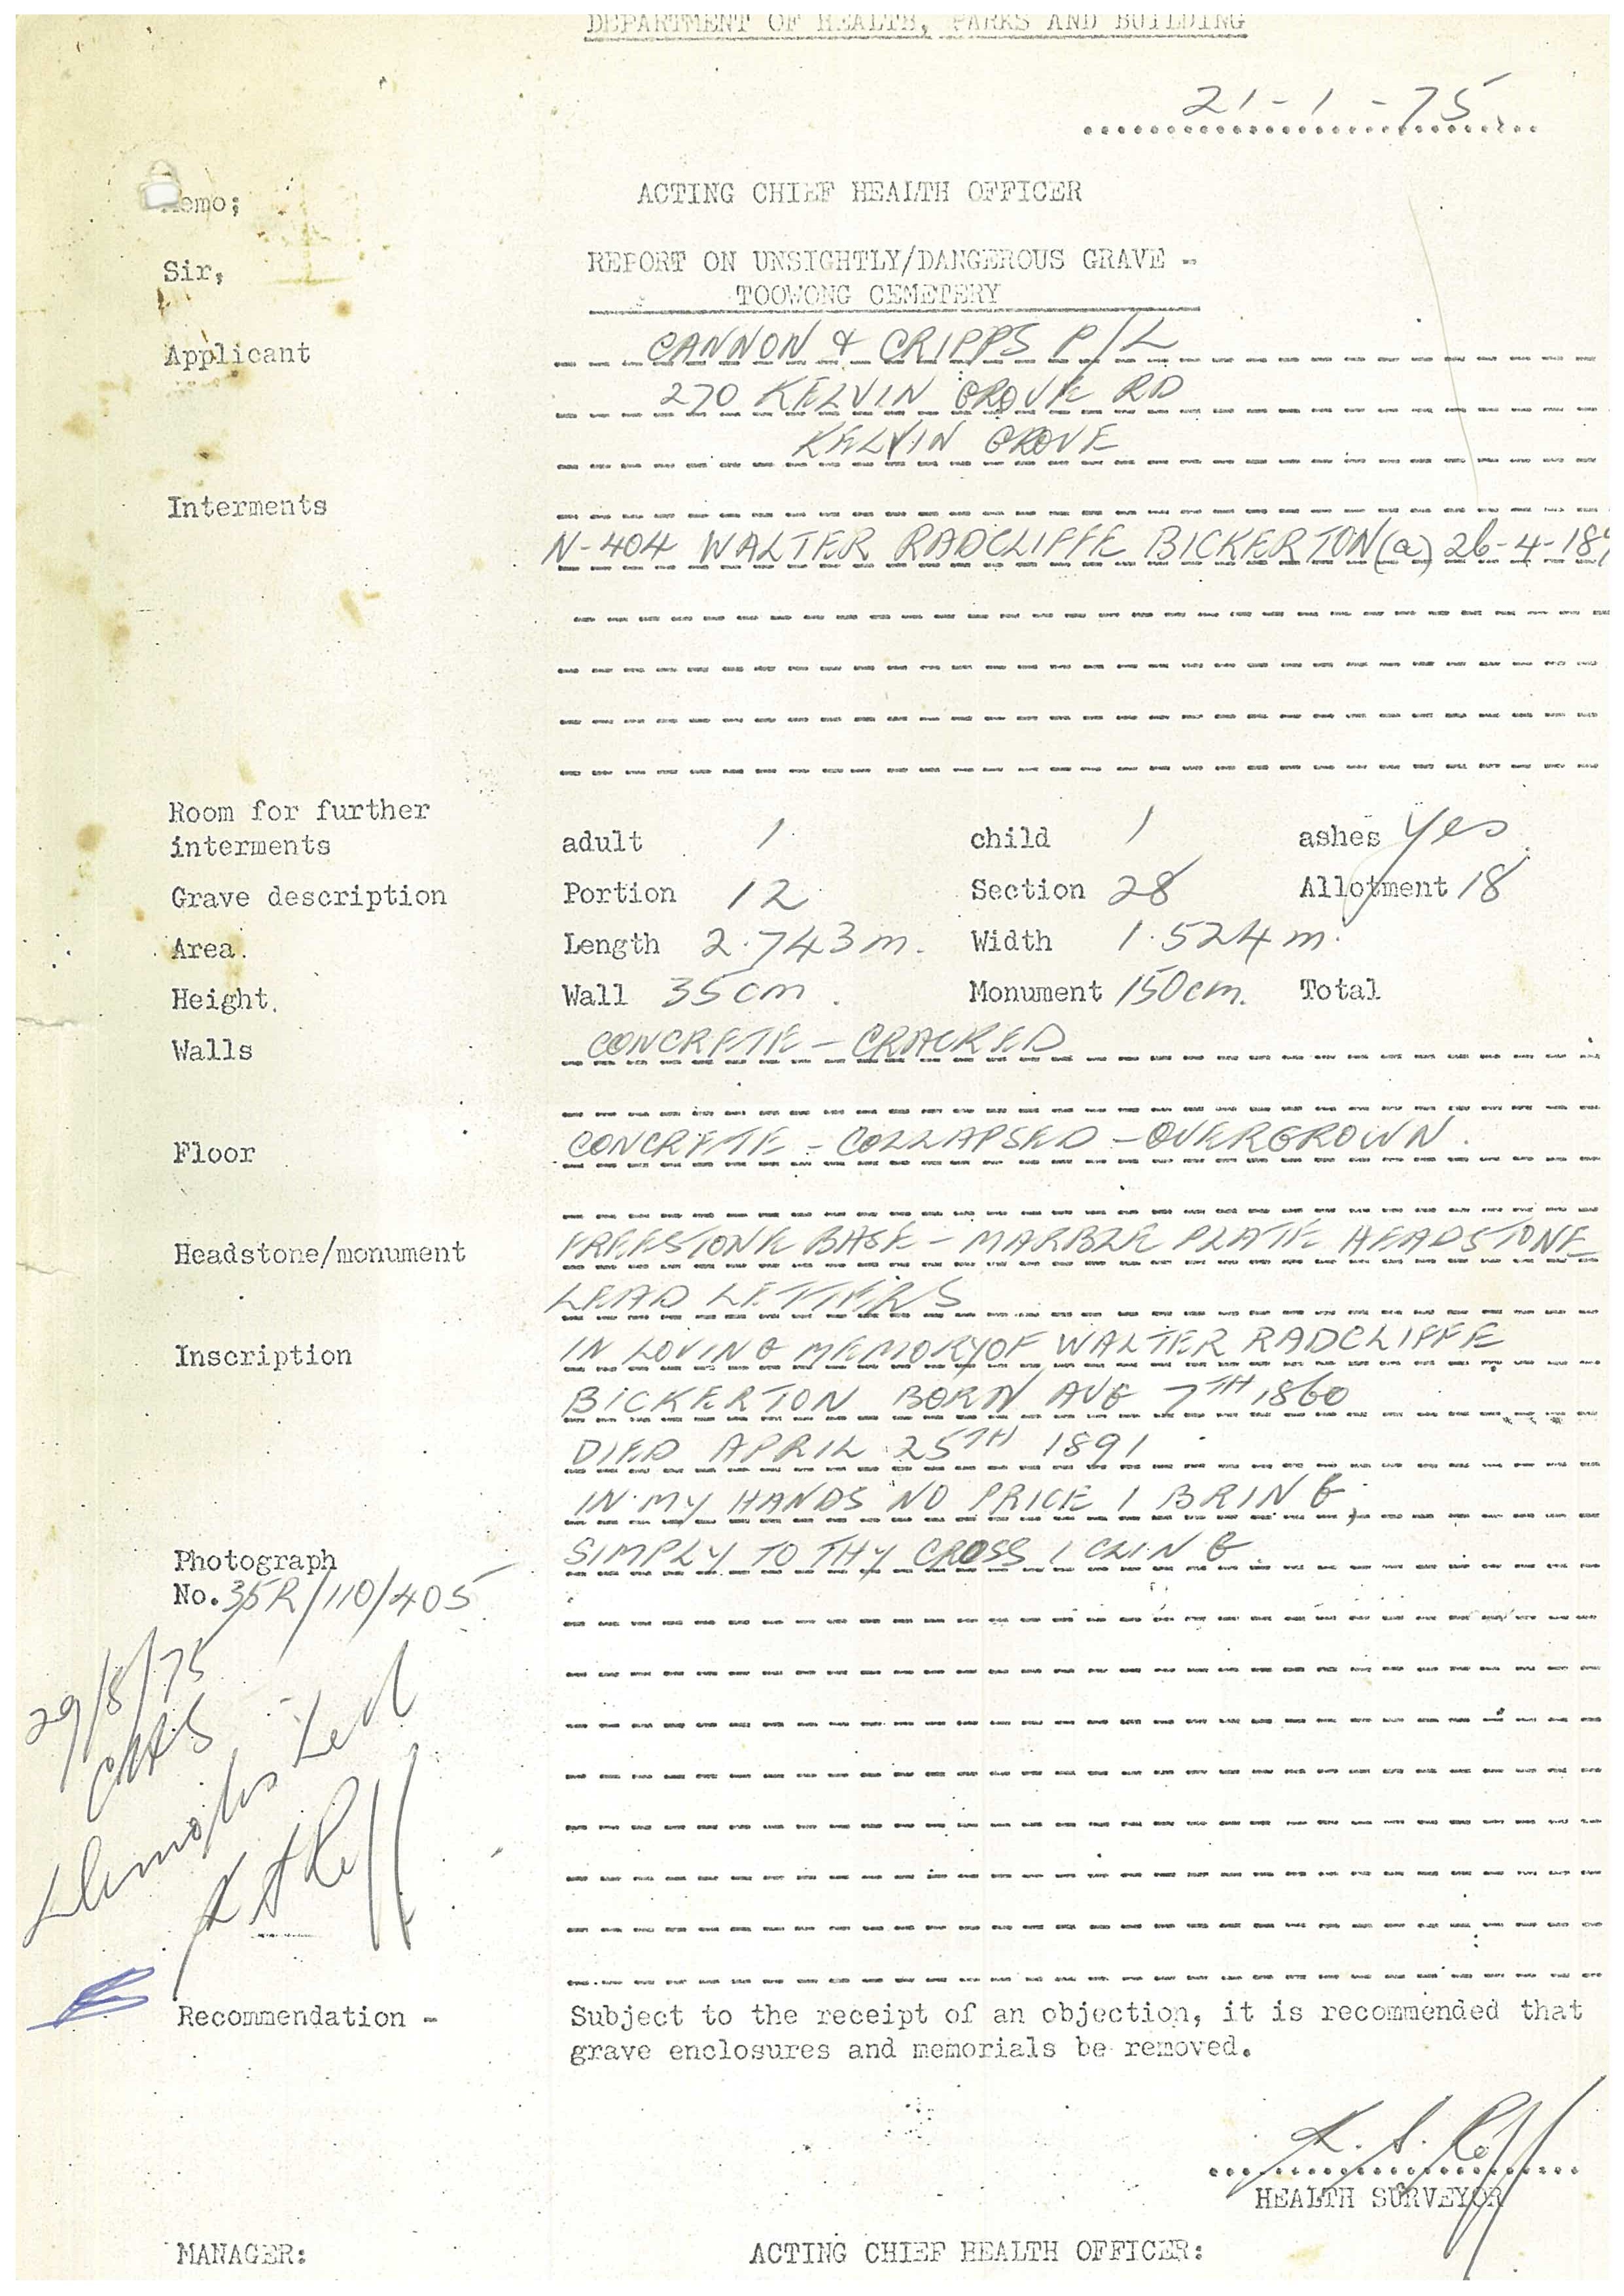 DEPARTMENT OF HEALTH, PARKS AND BUILDING
21-1-75
Memo;
ACTING CHIEF HEALTH OFFICER
Sir,
REPORT ON UNSIGHTLY/DANGEROUS GRAVE -
TOOWONG CEMETERY
Applicant CANNON & CRIPPS P/L
270 KELVIN GROVE RD
KELVIN GROVE
Interments
N-404 WALTER RADCLIFFE BICKERTON (a) 26-4-189
Room for further
interments adult 1 child 1 ashes yes
Grave description Portion 12 Section 28 Allotment 18
Area. Length 2.743m. Width 1.524m.
Height. Wall 35cm. Monument 150cm. Total
Walls CONCRETE - CRACKED
Floor CONCRETE - COLLAPSED - OVERGROWN.
Headstone/monument FREESTONE BASE - MARBLE PLATE HEADSTONE
LEAD LETTERS
Inscription IN LOVING MEMORY OF WALTER RADCLIFFE
BICKERTON BORN AUG 7TH 1860
DIED APRIL 25TH 1891
IN MY HANDS NO PRICE I BRING,
Photograph SIMPLY TO THY CROSS I CLING.
No. 35R/110/405
29/8/75
Recommendation - Subject to the receipt of an objection, it is recommended that
grave enclosures and memorials be removed.
HEALTH SURVEYOR
MANAGER: ACTING CHIEF HEALTH OFFICER: